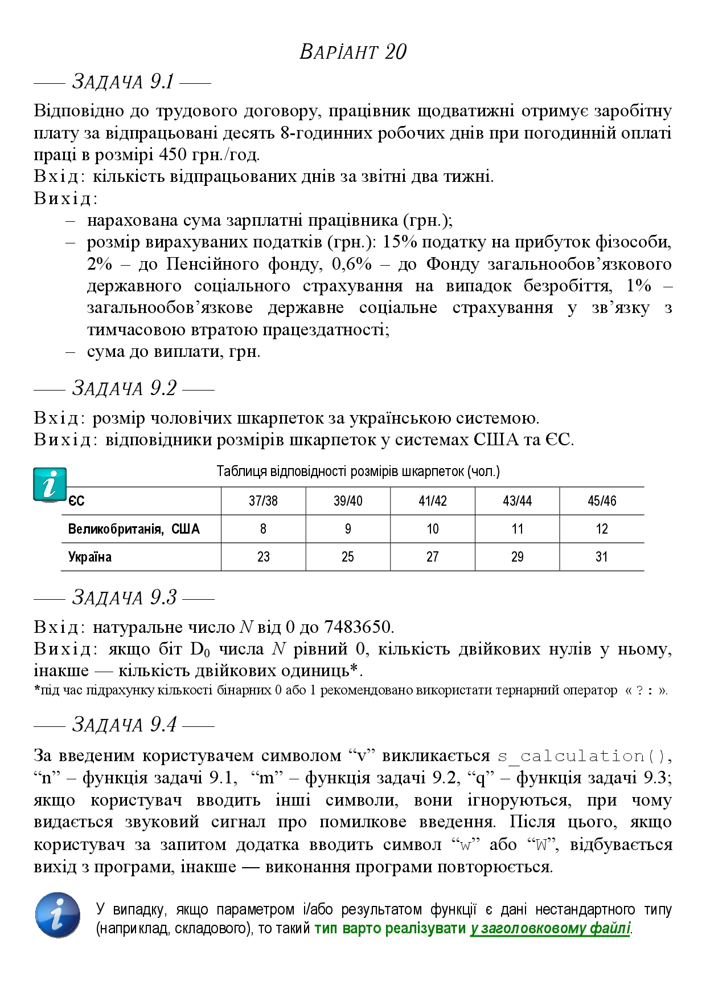 ВАРІАНТ 20
ЗАДАЧА 9.1
Відповідно до трудового договору, працівник щодватижні отримує заробітну
плату за відпрацьовані десять 8-годинних робочих днів при погодинній оплаті
праці в розмірі 450 грн./год.
Вхід: кількість відпрацьованих днів за звітні два тижні.
Вихід:
– нарахована сума зарплатні працівника (грн.);
– розмір вирахуваних податків (грн.): 15% податку на прибуток фізособи,
2% – до Пенсійного фонду, 0,6% – до Фонду загальнообов’язкового
державного соціального страхування на випадок безробіття, 1% –
загальнообов’язкове державне соціальне страхування у зв’язку з
тимчасовою втратою працездатності;
– сума до виплати, грн.
ЗАДАЧА 9.2
Вхід: розмір чоловічих шкарпеток за українською системою.
Вихід: відповідники розмірів шкарпеток у системах США та ЄС.
Таблиця відповідності розмірів шкарпеток (чол.)
ЄС 37/38 39/40 41/42 43/44 45/46
Великобританія, США 8 9 10 11 12
Україна 23 25 27 29 31
ЗАДАЧА 9.3
Вхід: натуральне число N від 0 до 7483650.
Вихід: якщо біт D0 числа N рівний 0, кількість двійкових нулів у ньому,
інакше — кількість двійкових одиниць*.
*під час підрахунку кількості бінарних 0 або 1 рекомендовано використати тернарний оператор « ? : ».
ЗАДАЧА 9.4
За введеним користувачем символом “v” викликається s_calculation(),
“n” – функція задачі 9.1, “m” – функція задачі 9.2, “q” – функція задачі 9.3;
якщо користувач вводить інші символи, вони ігноруються, при чому
видається звуковий сигнал про помилкове введення. Після цього, якщо
користувач за запитом додатка вводить символ “w” або “W”, відбувається
вихід з програми, інакше — виконання програми повторюється.
У випадку, якщо параметром і/або результатом функції є дані нестандартного типу
(наприклад, складового), то такий тип варто реалізувати у заголовковому файлі.